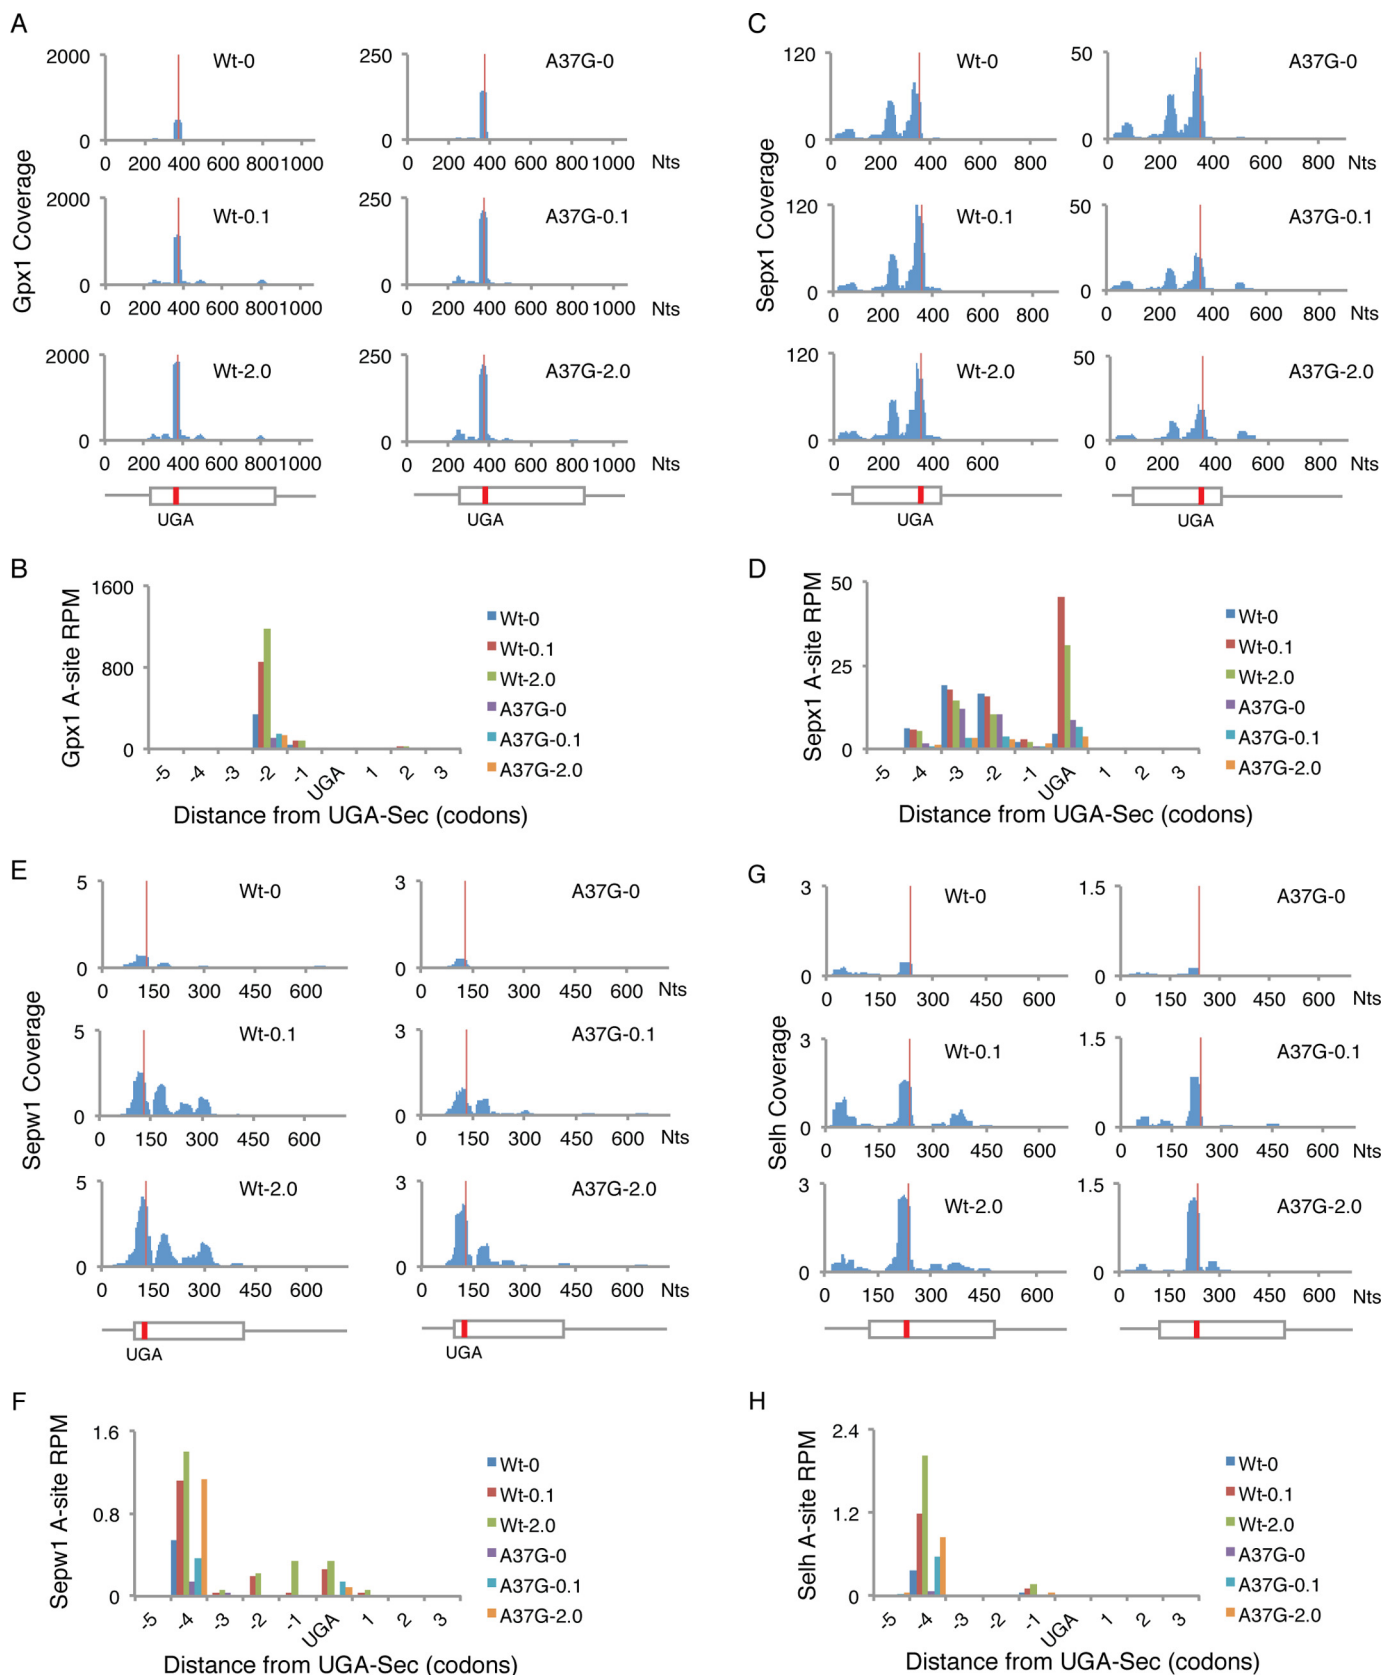 A
Gpx1 Coverage
2000
0
Wt-0
0 200 400 600 8001000
250
0
A37G-0
0 200 400 600 800 1000 Nts
2000
0
Wt-0.1
0 200 400 600 8001000
250
0
A37G-0.1
0 200 400 600 8001000 Nts
2000
0
Wt-2.0
0 200 400 600 8001000
250
0
A37G-2.0
0 200 400 600 8001000 Nts
UGA
UGA
C
Sepx1 Coverage
120
0
Wt-0
0 200 400 600 800
50
0
A37G-0
0 200 400 600 800 Nts
120
0
Wt-0.1
0 200 400 600 800
50
0
A37G-0.1
0 200 400 600 800 Nts
120
0
Wt-2.0
0 200 400 600 800
50
0
A37G-2.0
0 200 400 600 800 Nts
UGA
UGA
B
Gpx1 A-site RPM
1600
800
0
-5 -4 -3 -2 -1 UGA 1 2 3
Distance from UGA-Sec (codons)
Wt-0
Wt-0.1
Wt-2.0
A37G-0
A37G-0.1
A37G-2.0
D
Sepx1 A-site RPM
50
25
0
-5 -4 -3 -2 -1 UGA 1 2 3
Distance from UGA-Sec (codons)
Wt-0
Wt-0.1
Wt-2.0
A37G-0
A37G-0.1
A37G-2.0
E
Sepw1 Coverage
5
0
Wt-0
0 150 300 450 600
3
0
A37G-0
0 150 300 450 600 Nts
5
0
Wt-0.1
0 150 300 450 600
3
0
A37G-0.1
0 150 300 450 600 Nts
5
0
Wt-2.0
0 150 300 450 600
3
0
A37G-2.0
0 150 300 450 600 Nts
UGA
UGA
G
Selh Coverage
3
0
Wt-0
0 150 300 450 600
1.5
0
A37G-0
0 150 300 450 600 Nts
3
0
Wt-0.1
0 150 300 450 600
1.5
0
A37G-0.1
0 150 300 450 600 Nts
3
0
Wt-2.0
0 150 300 450 600
1.5
0
A37G-2.0
0 150 300 450 600 Nts
F
Sepw1 A-site RPM
1.6
0.8
0
-5 -4 -3 -2 -1 UGA 1 2 3
Distance from UGA-Sec (codons)
Wt-0
Wt-0.1
Wt-2.0
A37G-0
A37G-0.1
A37G-2.0
H
Selh A-site RPM
2.4
1.2
0
-5 -4 -3 -2 -1 UGA 1 2 3
Distance from UGA-Sec (codons)
Wt-0
Wt-0.1
Wt-2.0
A37G-0
A37G-0.1
A37G-2.0